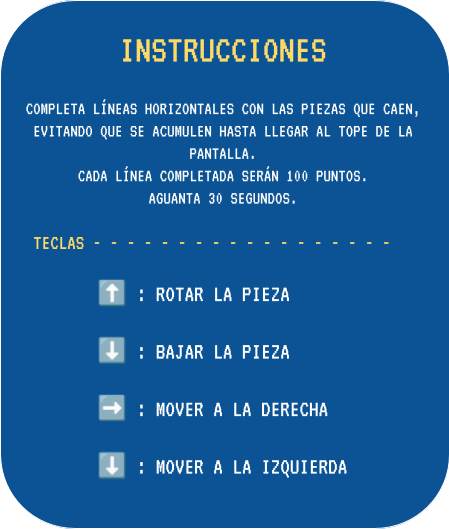 INSTRUCCIONES
COMPLETA LÍNEAS HORIZONTALES CON LAS PIEZAS QUE CAEN,
EVITANDO QUE SE ACUMULEN HASTA LLEGAR AL TOPE DE LA
PANTALLA.
CADA LÍNEA COMPLETADA SERÁN 100 PUNTOS.
AGUANTA 30 SEGUNDOS.
TECLAS - - - - - - - - - - - - - - - - - -
⬆️ : ROTAR LA PIEZA
⬇️ : BAJAR LA PIEZA
➡️ : MOVER A LA DERECHA
⬇️ : MOVER A LA IZQUIERDA